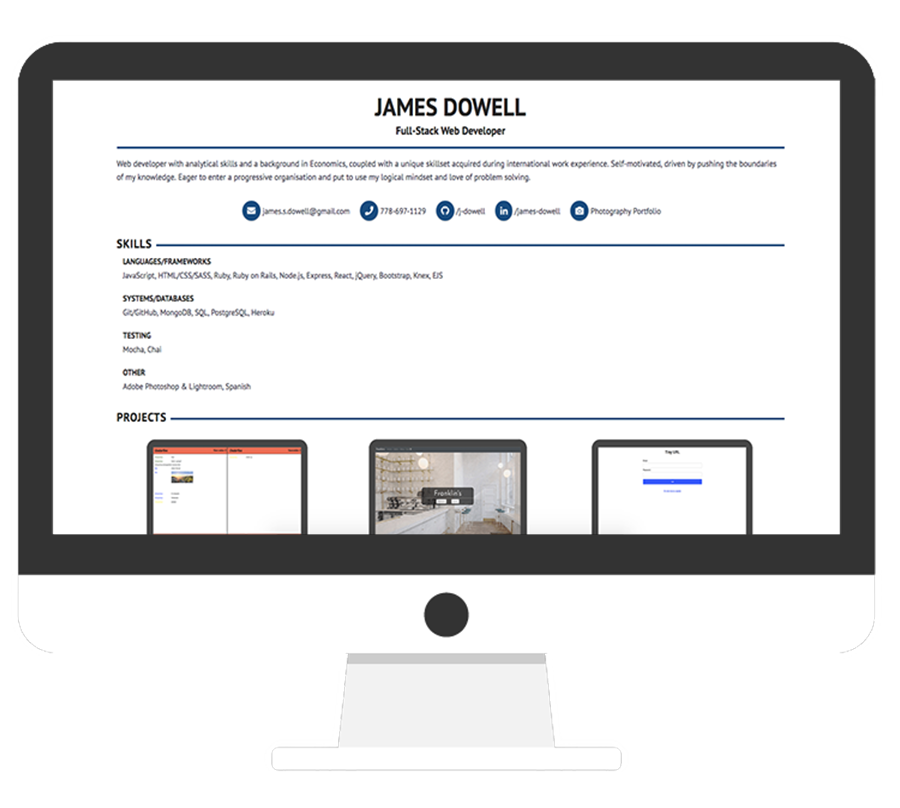 JAMES DOWELL
Full-Stack Web Developer
Web developer with analytical skills and a background in Economics, coupled with a unique skillset acquired during international work experience. Self-motivated, driven by pushing the boundaries
of my knowledge. Eager to enter a progressive organisation and put to use my logical mindset and love of problem solving.
james.s.dowell@gmail.com 778-697-1129 /j-dowell /james-dowell Photography Portfolio
SKILLS
LANGUAGES/FRAMEWORKS
JavaScript, HTML/CSS/SASS, Ruby, Ruby on Rails, Node.js, Express, React, jQuery, Bootstrap, Knex, EJS
SYSTEMS/DATABASES
Git/GitHub, MongoDB, SQL, PostgreSQL, Heroku
TESTING
Mocha, Chai
OTHER
Adobe Photoshop & Lightroom, Spanish
PROJECTS
Franklin's
Tiny URL